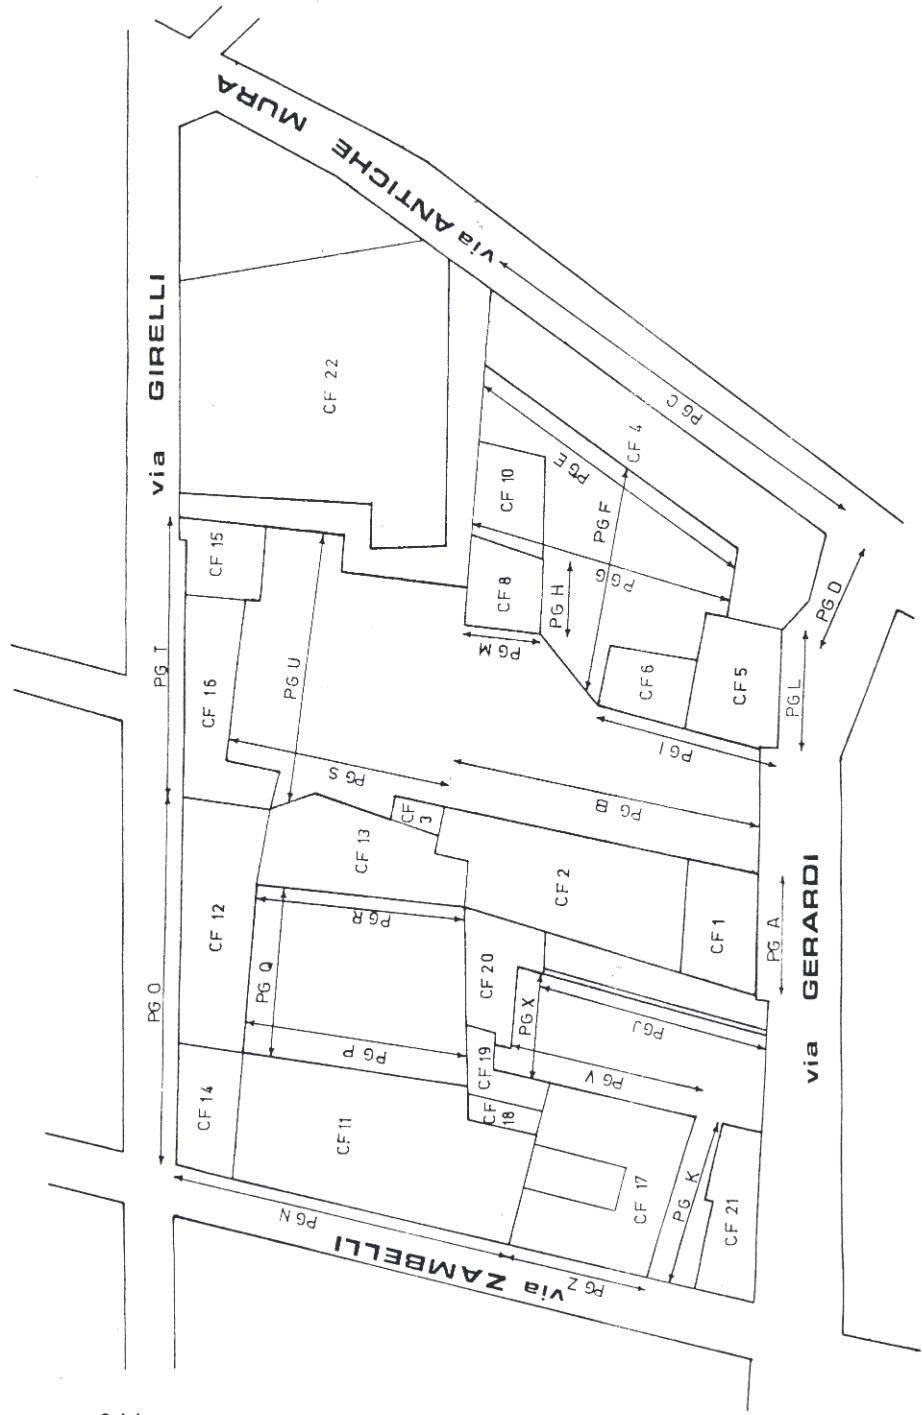 via ANTICHE MURA
via GIRELLI
CF 22
PG C
CF 4
PG E
CF 10
PG F
CF 15
PG G
CF 8
PG H
PG D
PG M
PG T
PG U
CF 16
CF 6
CF 5
PG L
PG I
PG S
PG B
CF 3
CF 13
CF 2
CF 12
PG R
CF 1
PG A
via GERARDI
PG Q
CF 20
PG O
PG X
PG J
PG P
CF 19
PG V
CF 14
CF 11
CF 18
CF 17
PG K
CF 21
PG N
via ZAMBELLI
PG Z